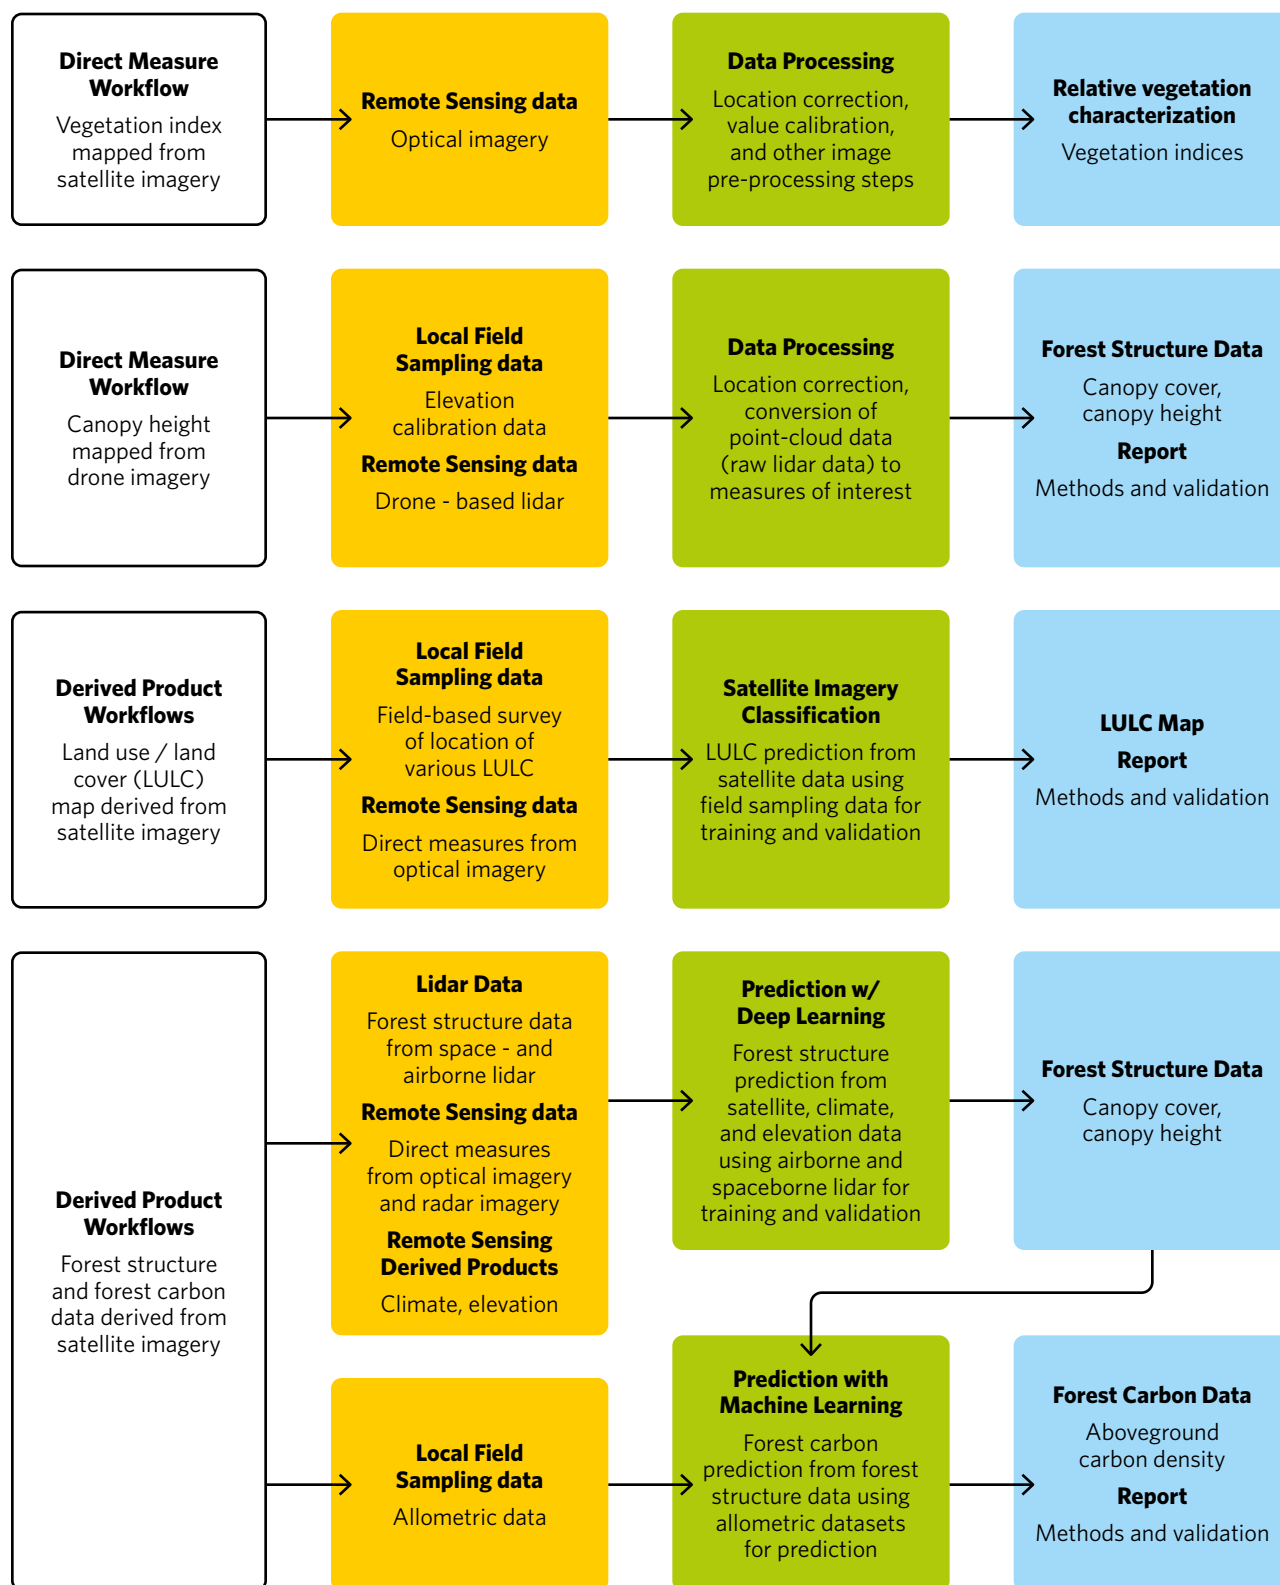 Direct Measure
Workflow
Vegetation index
mapped from
satellite imagery
Remote Sensing data
Optical imagery
Data Processing
Location correction,
value calibration,
and other image
pre-processing steps
Relative vegetation
characterization
Vegetation indices
Direct Measure
Workflow
Canopy height
mapped from
drone imagery
Local Field
Sampling data
Elevation
calibration data
Remote Sensing data
Drone - based lidar
Data Processing
Location correction,
conversion of
point-cloud data
(raw lidar data) to
measures of interest
Forest Structure Data
Canopy cover,
canopy height
Report
Methods and validation
Derived Product
Workflows
Land use / land
cover (LULC)
map derived from
satellite imagery
Local Field
Sampling data
Field-based survey
of location of
various LULC
Remote Sensing data
Direct measures from
optical imagery
Satellite Imagery
Classification
LULC prediction from
satellite data using
field sampling data for
training and validation
LULC Map
Report
Methods and validation
Derived Product
Workflows
Forest structure
and forest carbon
data derived from
satellite imagery
Lidar Data
Forest structure data
from space - and
airborne lidar
Remote Sensing data
Direct measures
from optical imagery
and radar imagery
Remote Sensing
Derived Products
Climate, elevation
Prediction w/
Deep Learning
Forest structure
prediction from
satellite, climate,
and elevation data
using airborne and
spaceborne lidar for
training and validation
Forest Structure Data
Canopy cover,
canopy height
Local Field
Sampling data
Allometric data
Prediction with
Machine Learning
Forest carbon
prediction from forest
structure data using
allometric datasets
for prediction
Forest Carbon Data
Aboveground
carbon density
Report
Methods and validation